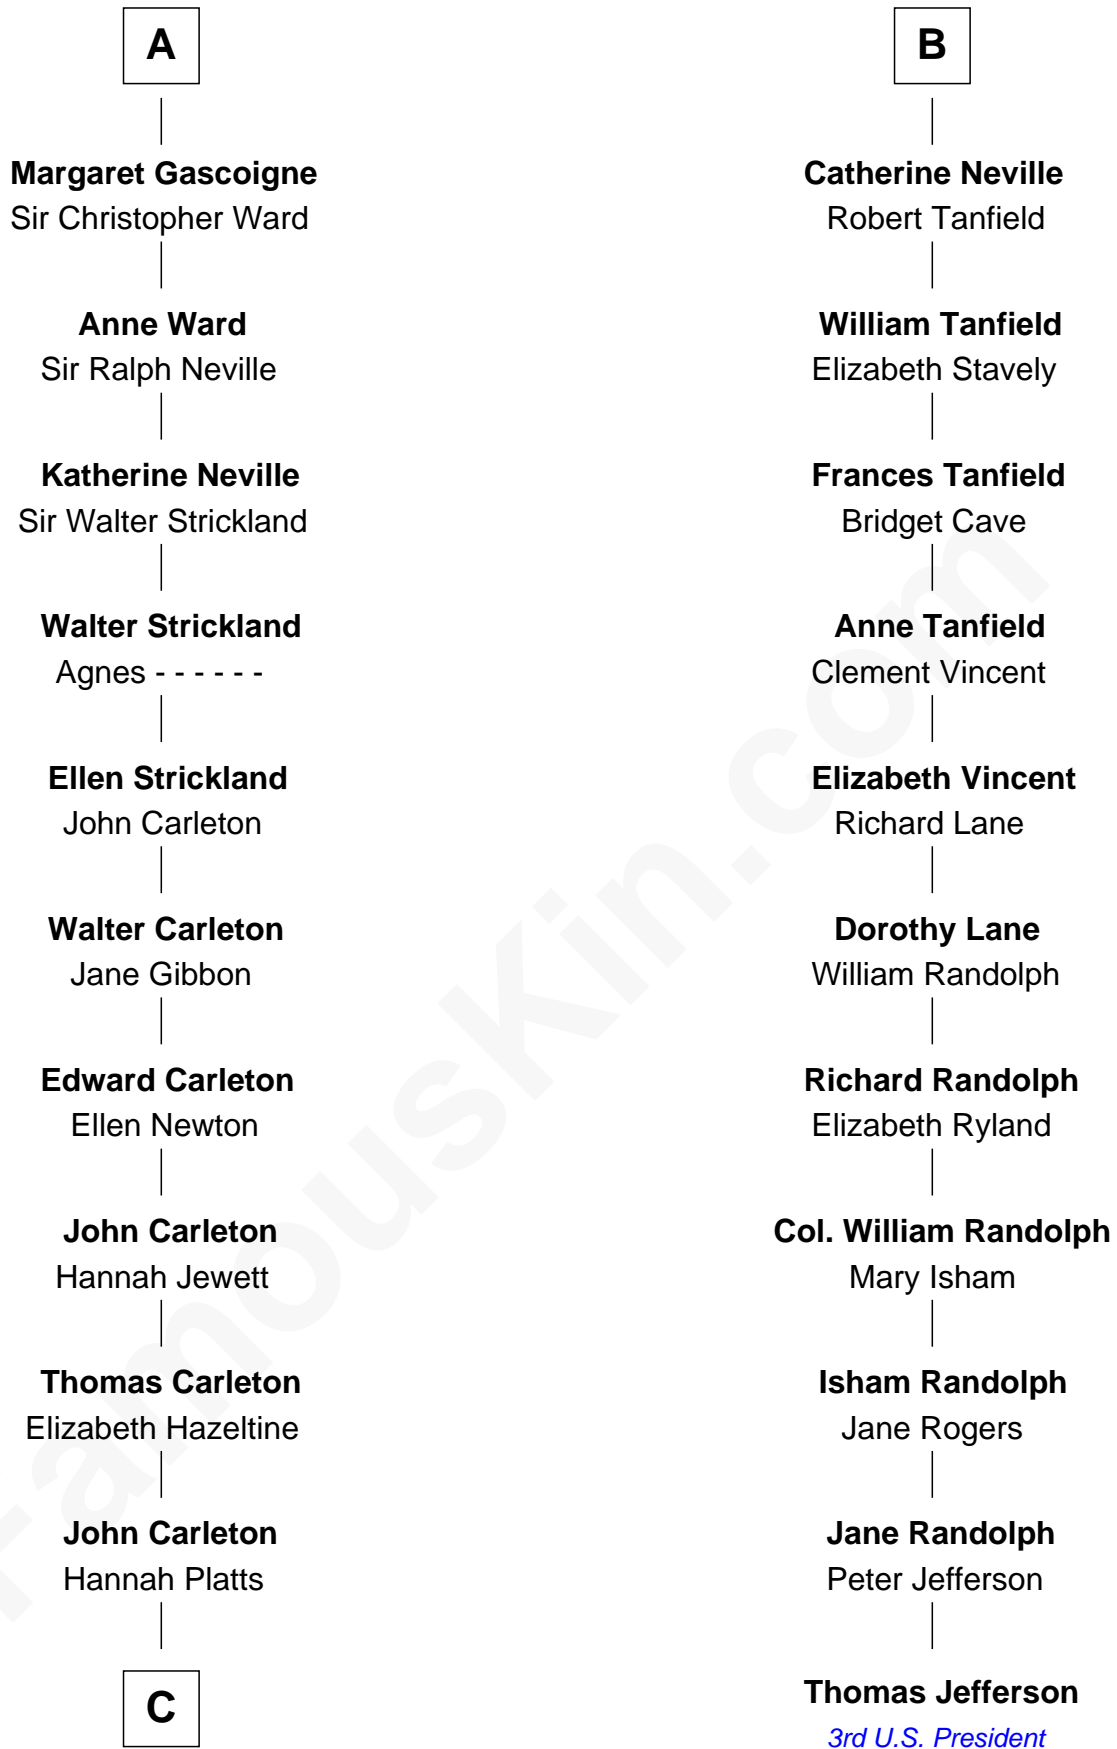 A
Margaret Gascoigne
Sir Christopher Ward
Anne Ward
Sir Ralph Neville
Katherine Neville
Sir Walter Strickland
Walter Strickland
Agnes - - - - - -
Ellen Strickland
John Carleton
Walter Carleton
Jane Gibbon
Edward Carleton
Ellen Newton
John Carleton
Hannah Jewett
Thomas Carleton
Elizabeth Hazeltine
John Carleton
Hannah Platts
C
B
Catherine Neville
Robert Tanfield
William Tanfield
Elizabeth Stavely
Frances Tanfield
Bridget Cave
Anne Tanfield
Clement Vincent
Elizabeth Vincent
Richard Lane
Dorothy Lane
William Randolph
Richard Randolph
Elizabeth Ryland
Col. William Randolph
Mary Isham
Isham Randolph
Jane Rogers
Jane Randolph
Peter Jefferson
Thomas Jefferson
3rd U.S. President
FamousKin.com